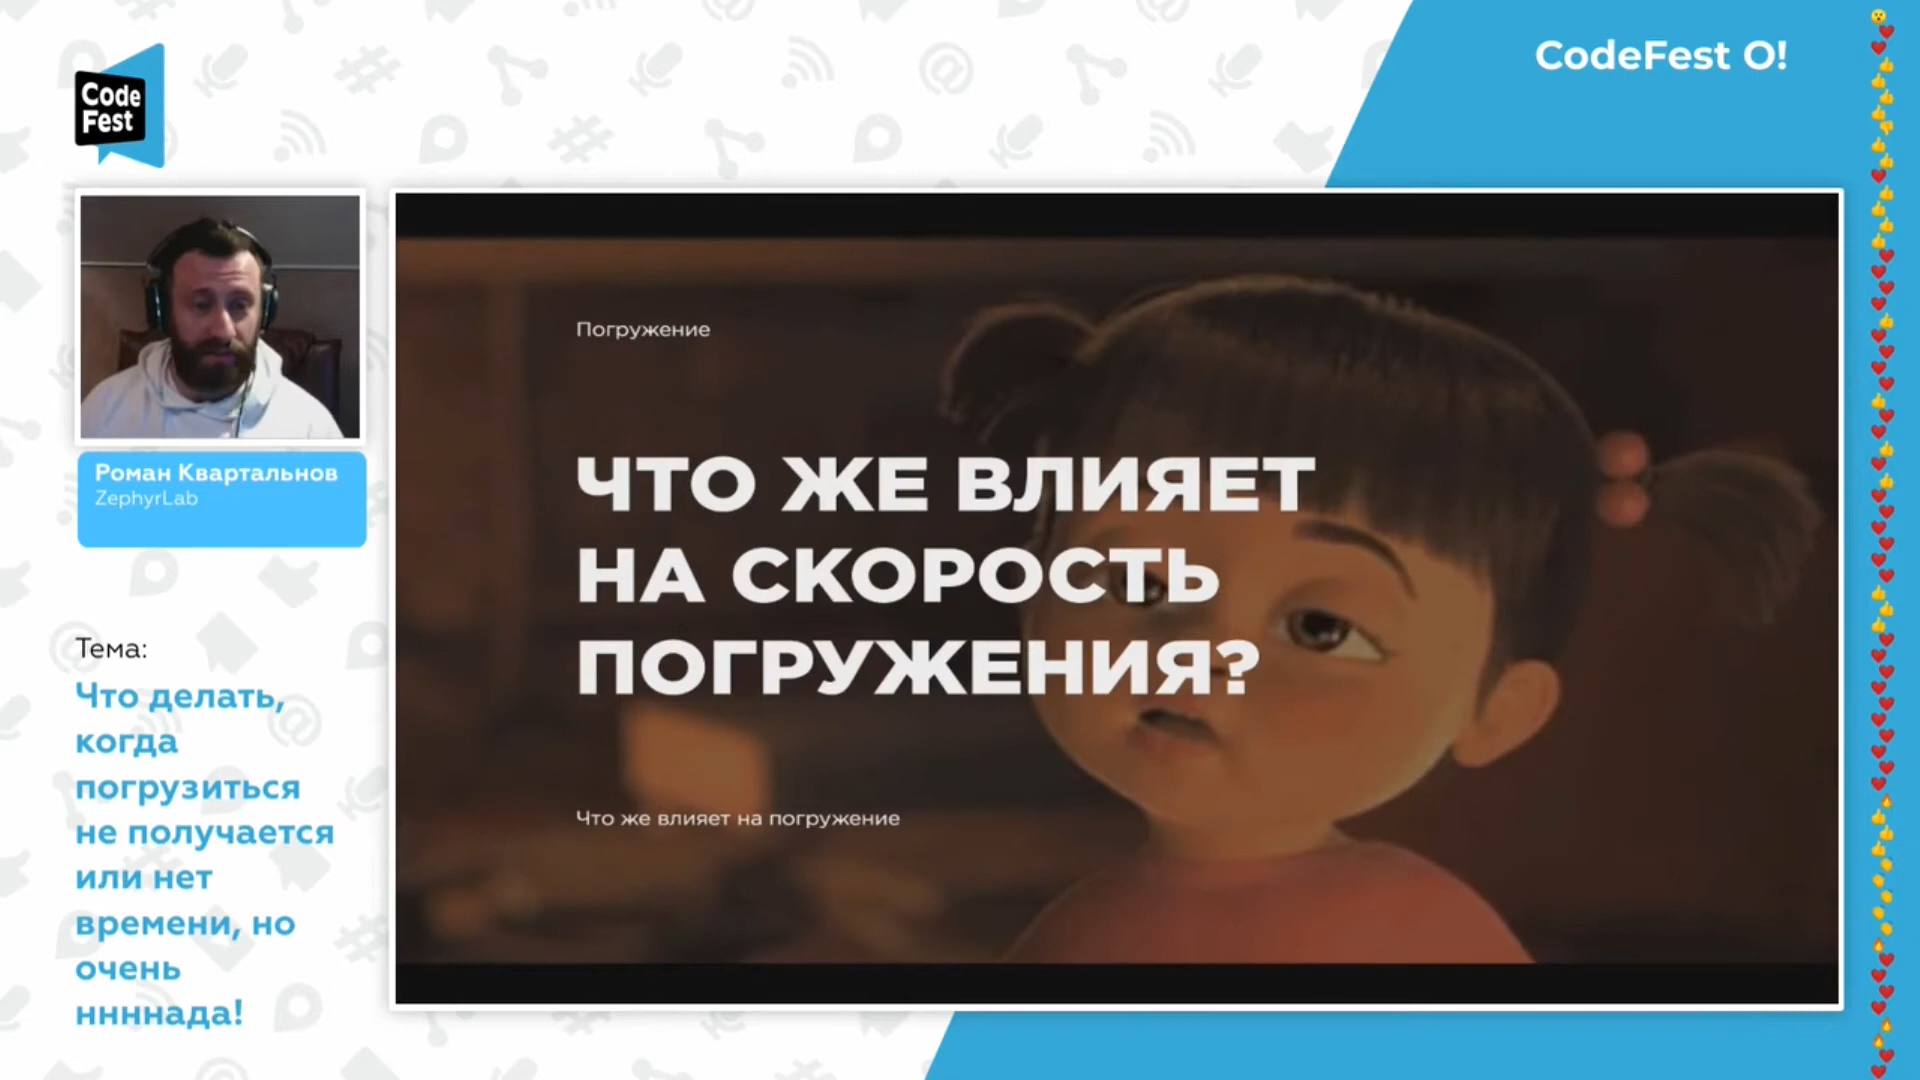 Code
Fest
CodeFest O!
Роман Квартальнов
ZephyrLab
Тема:
Что делать,
когда
погрузиться
не получается
или нет
времени, но
очень
ннннада!
Погружение
ЧТО ЖЕ ВЛИЯЕТ
НА СКОРОСТЬ
ПОГРУЖЕНИЯ?
Что же влияет на погружение